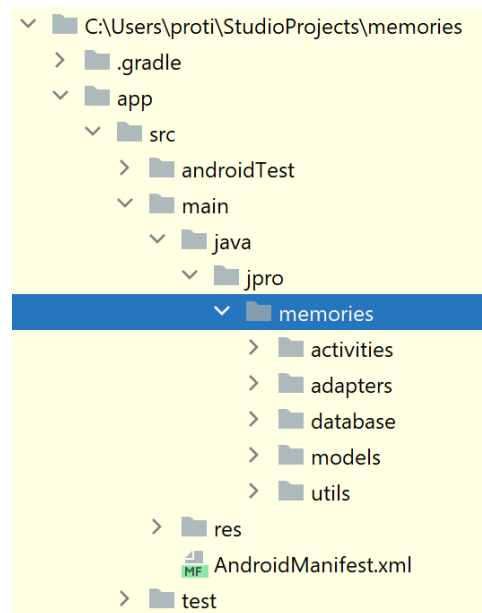 C:\Users\proti\StudioProjects\memories
.gradle
app
src
androidTest
main
java
jpro
memories
activities
adapters
database
models
utils
res
MF AndroidManifest.xml
test